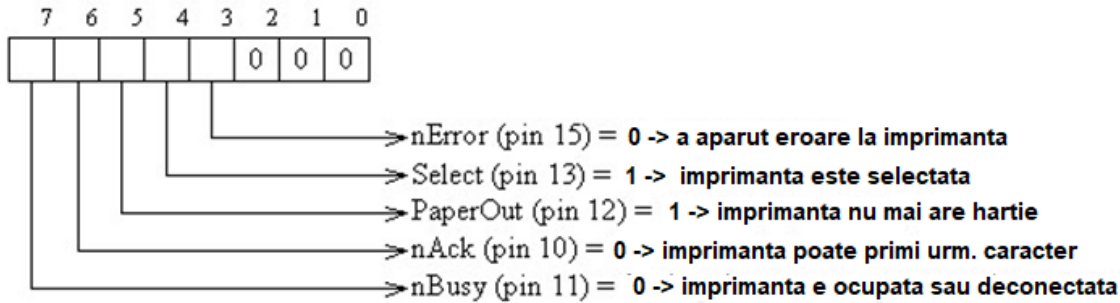 7 6 5 4 3 2 1 0
0 0 0
nError (pin 15) = 0 -> a aparut eroare la imprimanta
Select (pin 13) = 1 -> imprimanta este selectata
PaperOut (pin 12) = 1 -> imprimanta nu mai are hartie
nAck (pin 10) = 0 -> imprimanta poate primi urm. caracter
nBusy (pin 11) = 0 -> imprimanta e ocupata sau deconectata